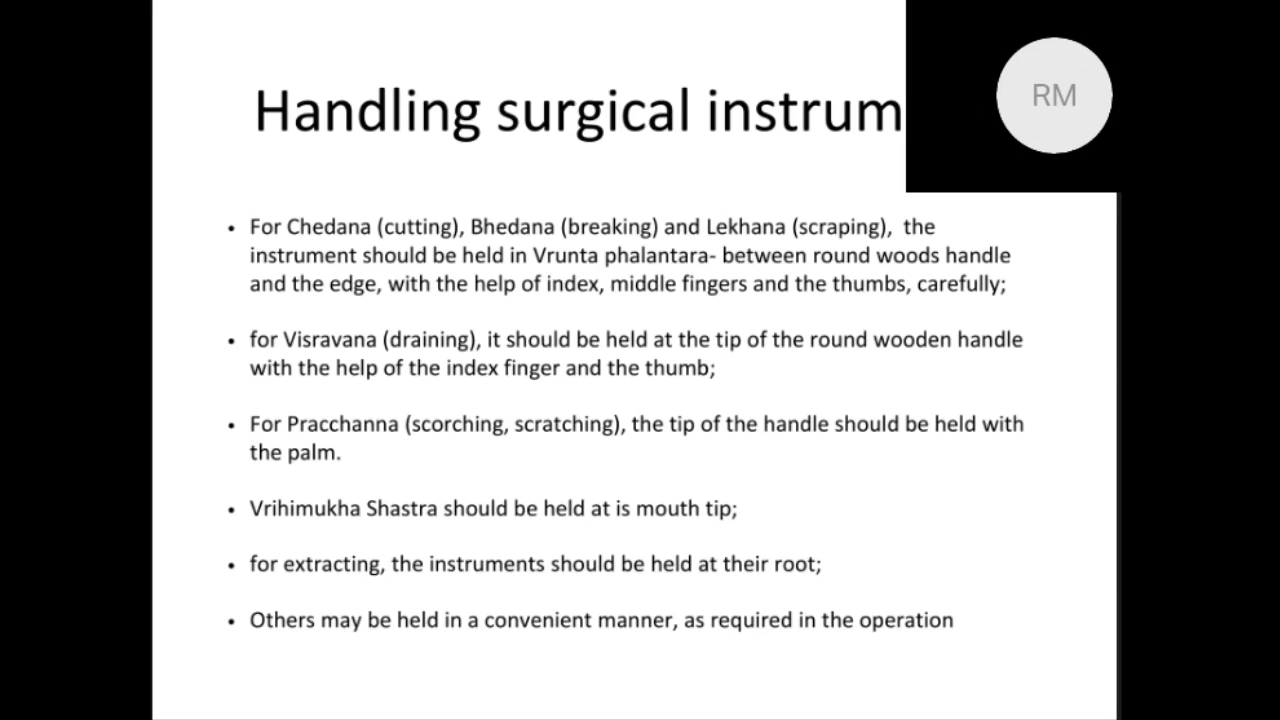 Handling surgical instrum
RM
• For Chedana (cutting), Bhedana (breaking) and Lekhana (scraping),  the
instrument should be held in Vrunta phalantara- between round woods handle
and the edge, with the help of index, middle fingers and the thumbs, carefully;
• for Visravana (draining), it should be held at the tip of the round wooden handle
with the help of the index finger and the thumb;
• For Pracchanna (scorching, scratching), the tip of the handle should be held with
the palm.
• Vrihimukha Shastra should be held at is mouth tip;
• for extracting, the instruments should be held at their root;
• Others may be held in a convenient manner, as required in the operation